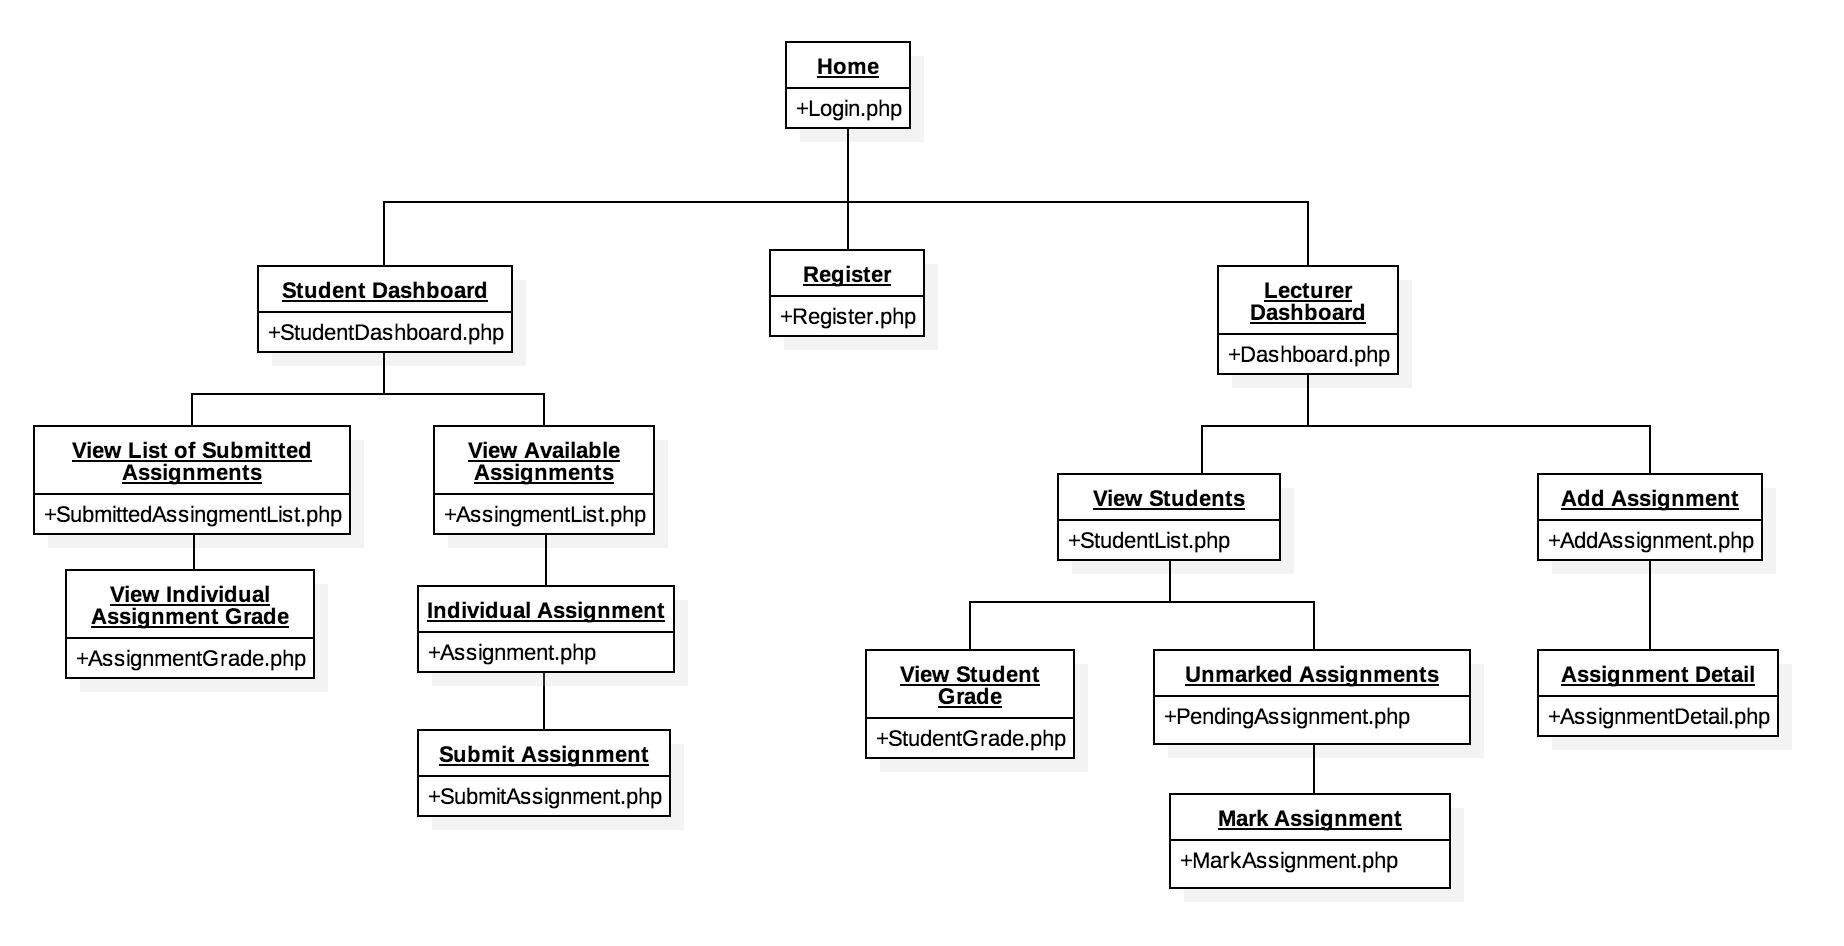 Home
+Login.php
Student Dashboard
+StudentDashboard.php
Register
+Register.php
Lecturer
Dashboard
+Dashboard.php
View List of Submitted
Assignments
+SubmittedAssingmentList.php
View Available
Assignments
+AssingmentList.php
View Students
+StudentList.php
Add Assignment
+AddAssignment.php
View Individual
Assignment Grade
+AssignmentGrade.php
Individual Assignment
+Assignment.php
View Student
Grade
+StudentGrade.php
Unmarked Assignments
+PendingAssignment.php
Assignment Detail
+AssignmentDetail.php
Submit Assignment
+SubmitAssignment.php
Mark Assignment
+MarkAssignment.php